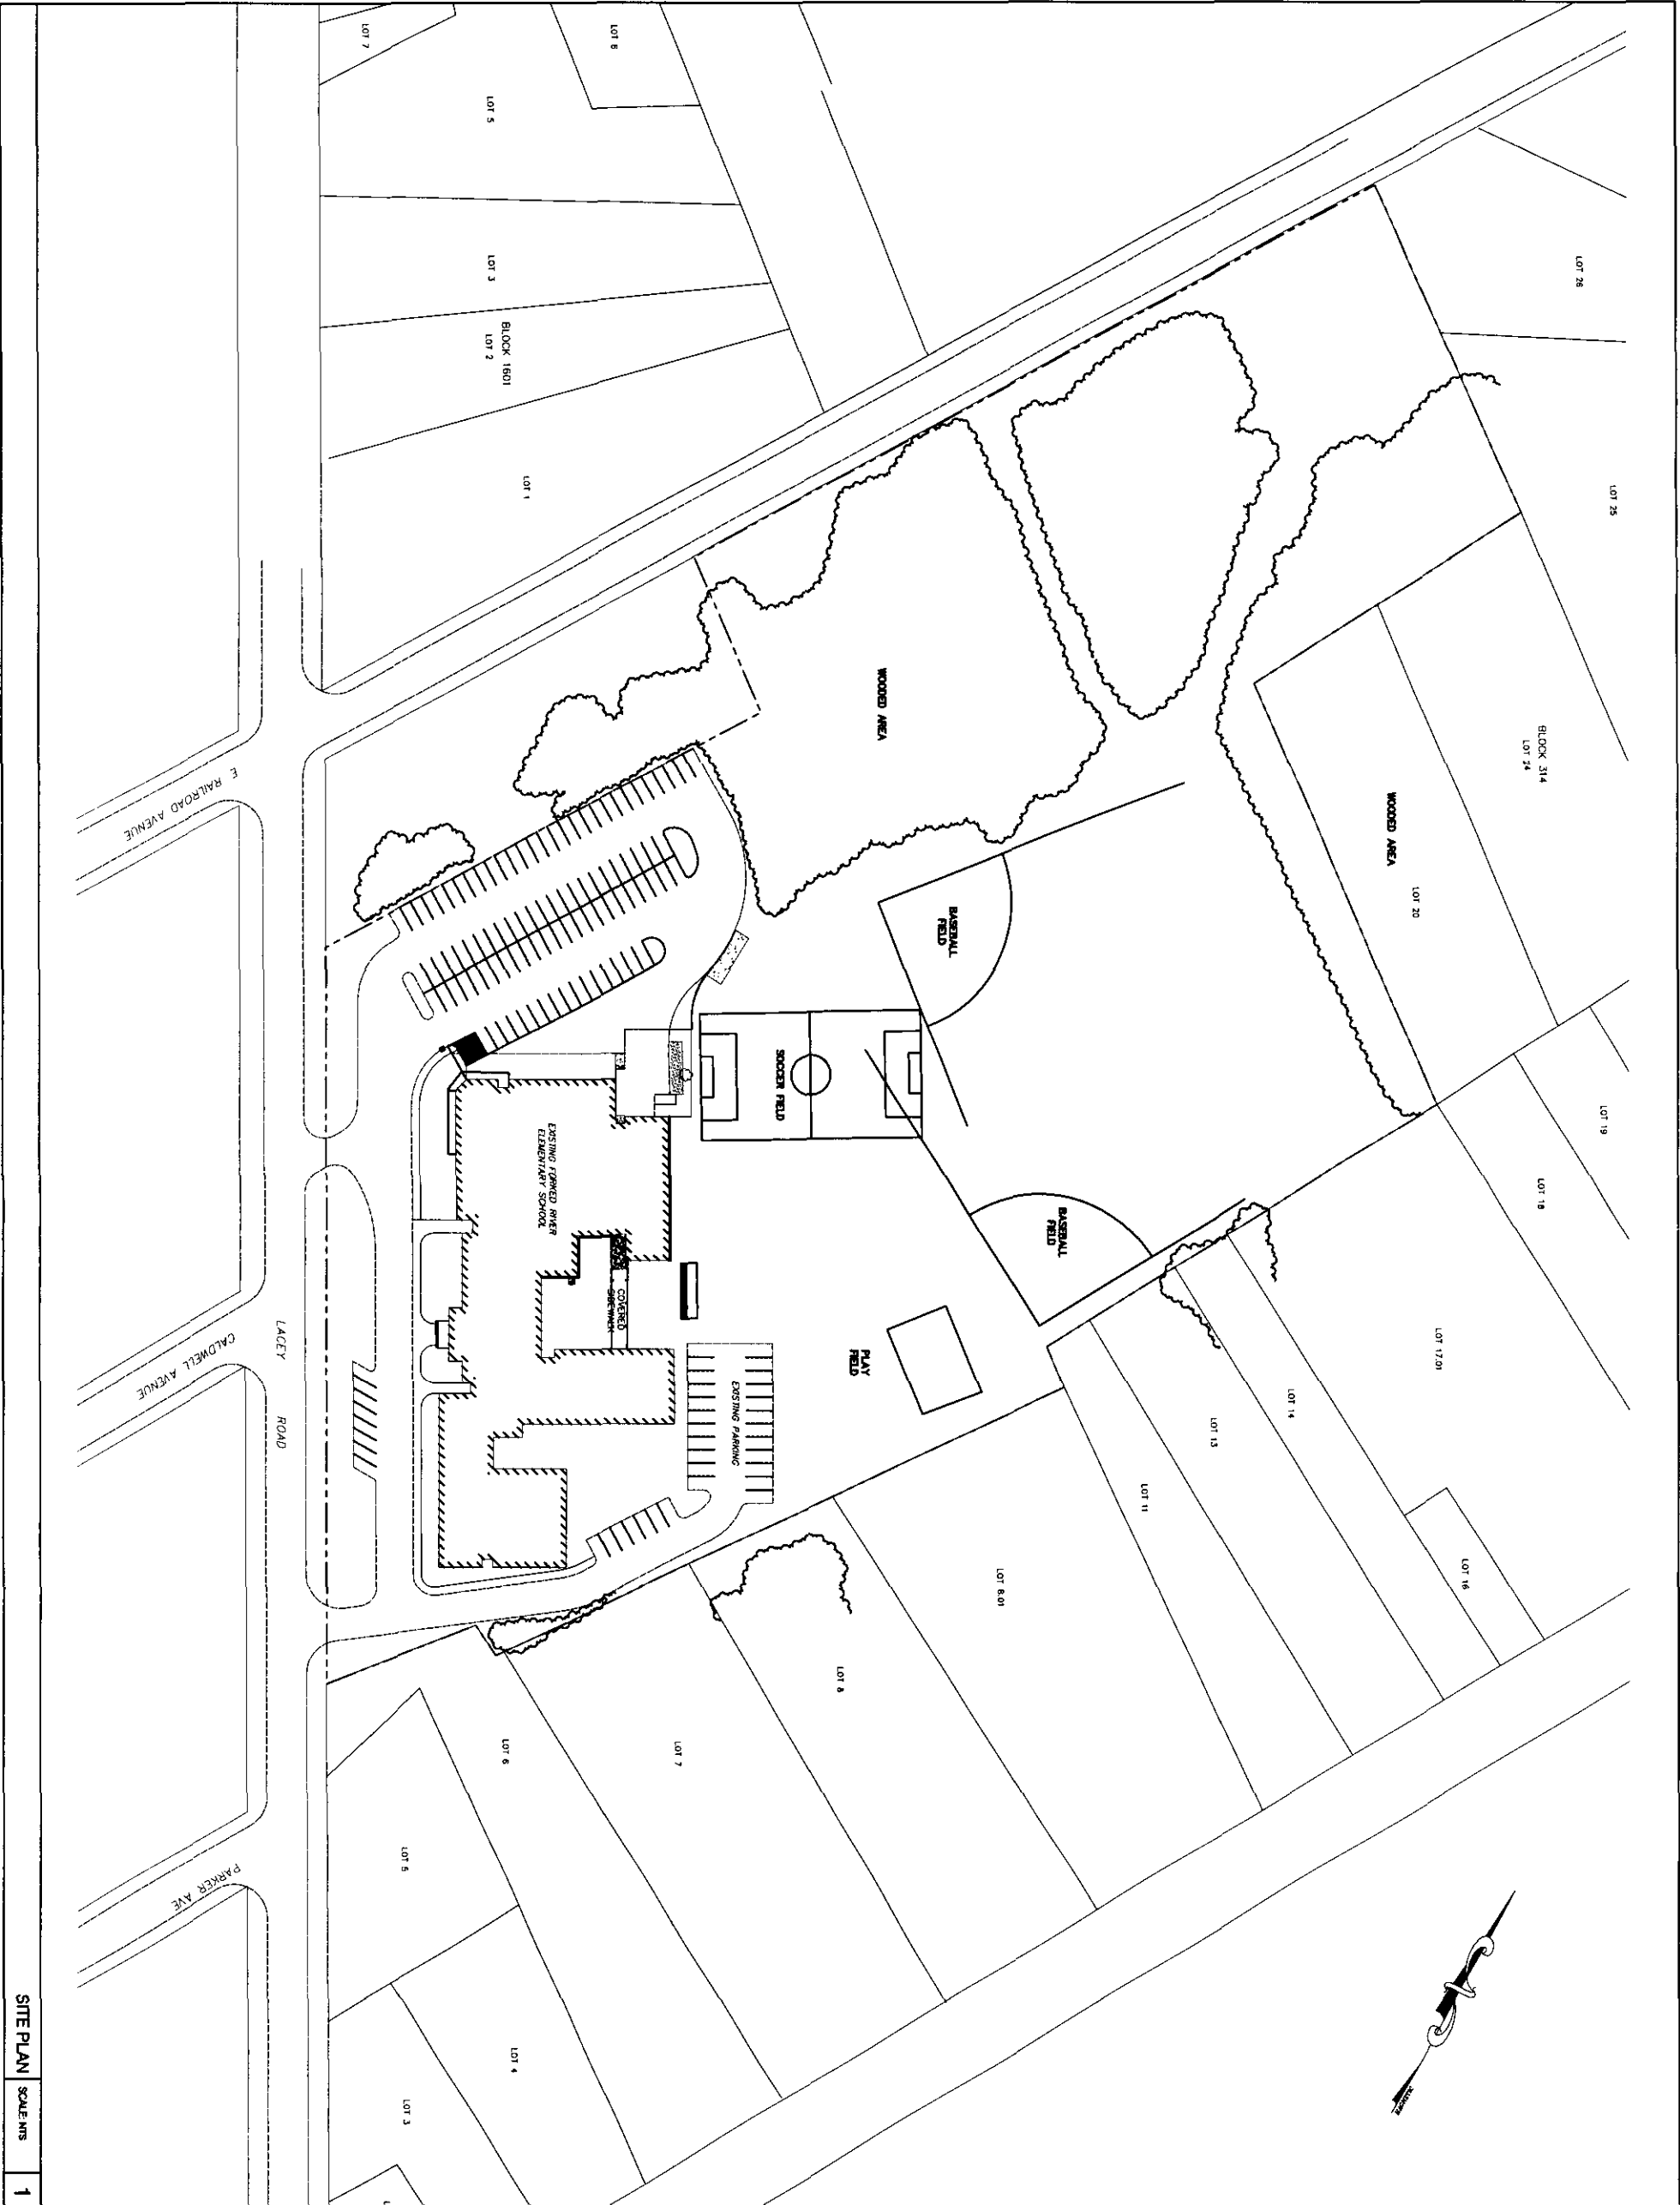 LOT 7
LOT 6
LOT 5
LOT 3
BLOCK 1601
LOT 2
LOT 1
LOT 26
LOT 25
BLOCK 314
LOT 24
WOODED AREA
LOT 20
WOODED AREA
LOT 19
LOT 18
LOT 17.01
LOT 14
LOT 13
LOT 16
LOT 11
LOT 8.01
LOT 8
LOT 7
LOT 6
LOT 5
LOT 4
LOT 3
BASEBALL
FIELD
SOCCER FIELD
BASEBALL
FIELD
PLAY
FIELD
EXISTING FORKED RIVER
ELEMENTARY SCHOOL
COVERED
SIDEWALK
EXISTING PARKING
E RAILROAD AVENUE
LACEY ROAD
CALDWELL AVENUE
PARKER AVE
MAGNETIC
SITE PLAN
SCALE: NTS
1